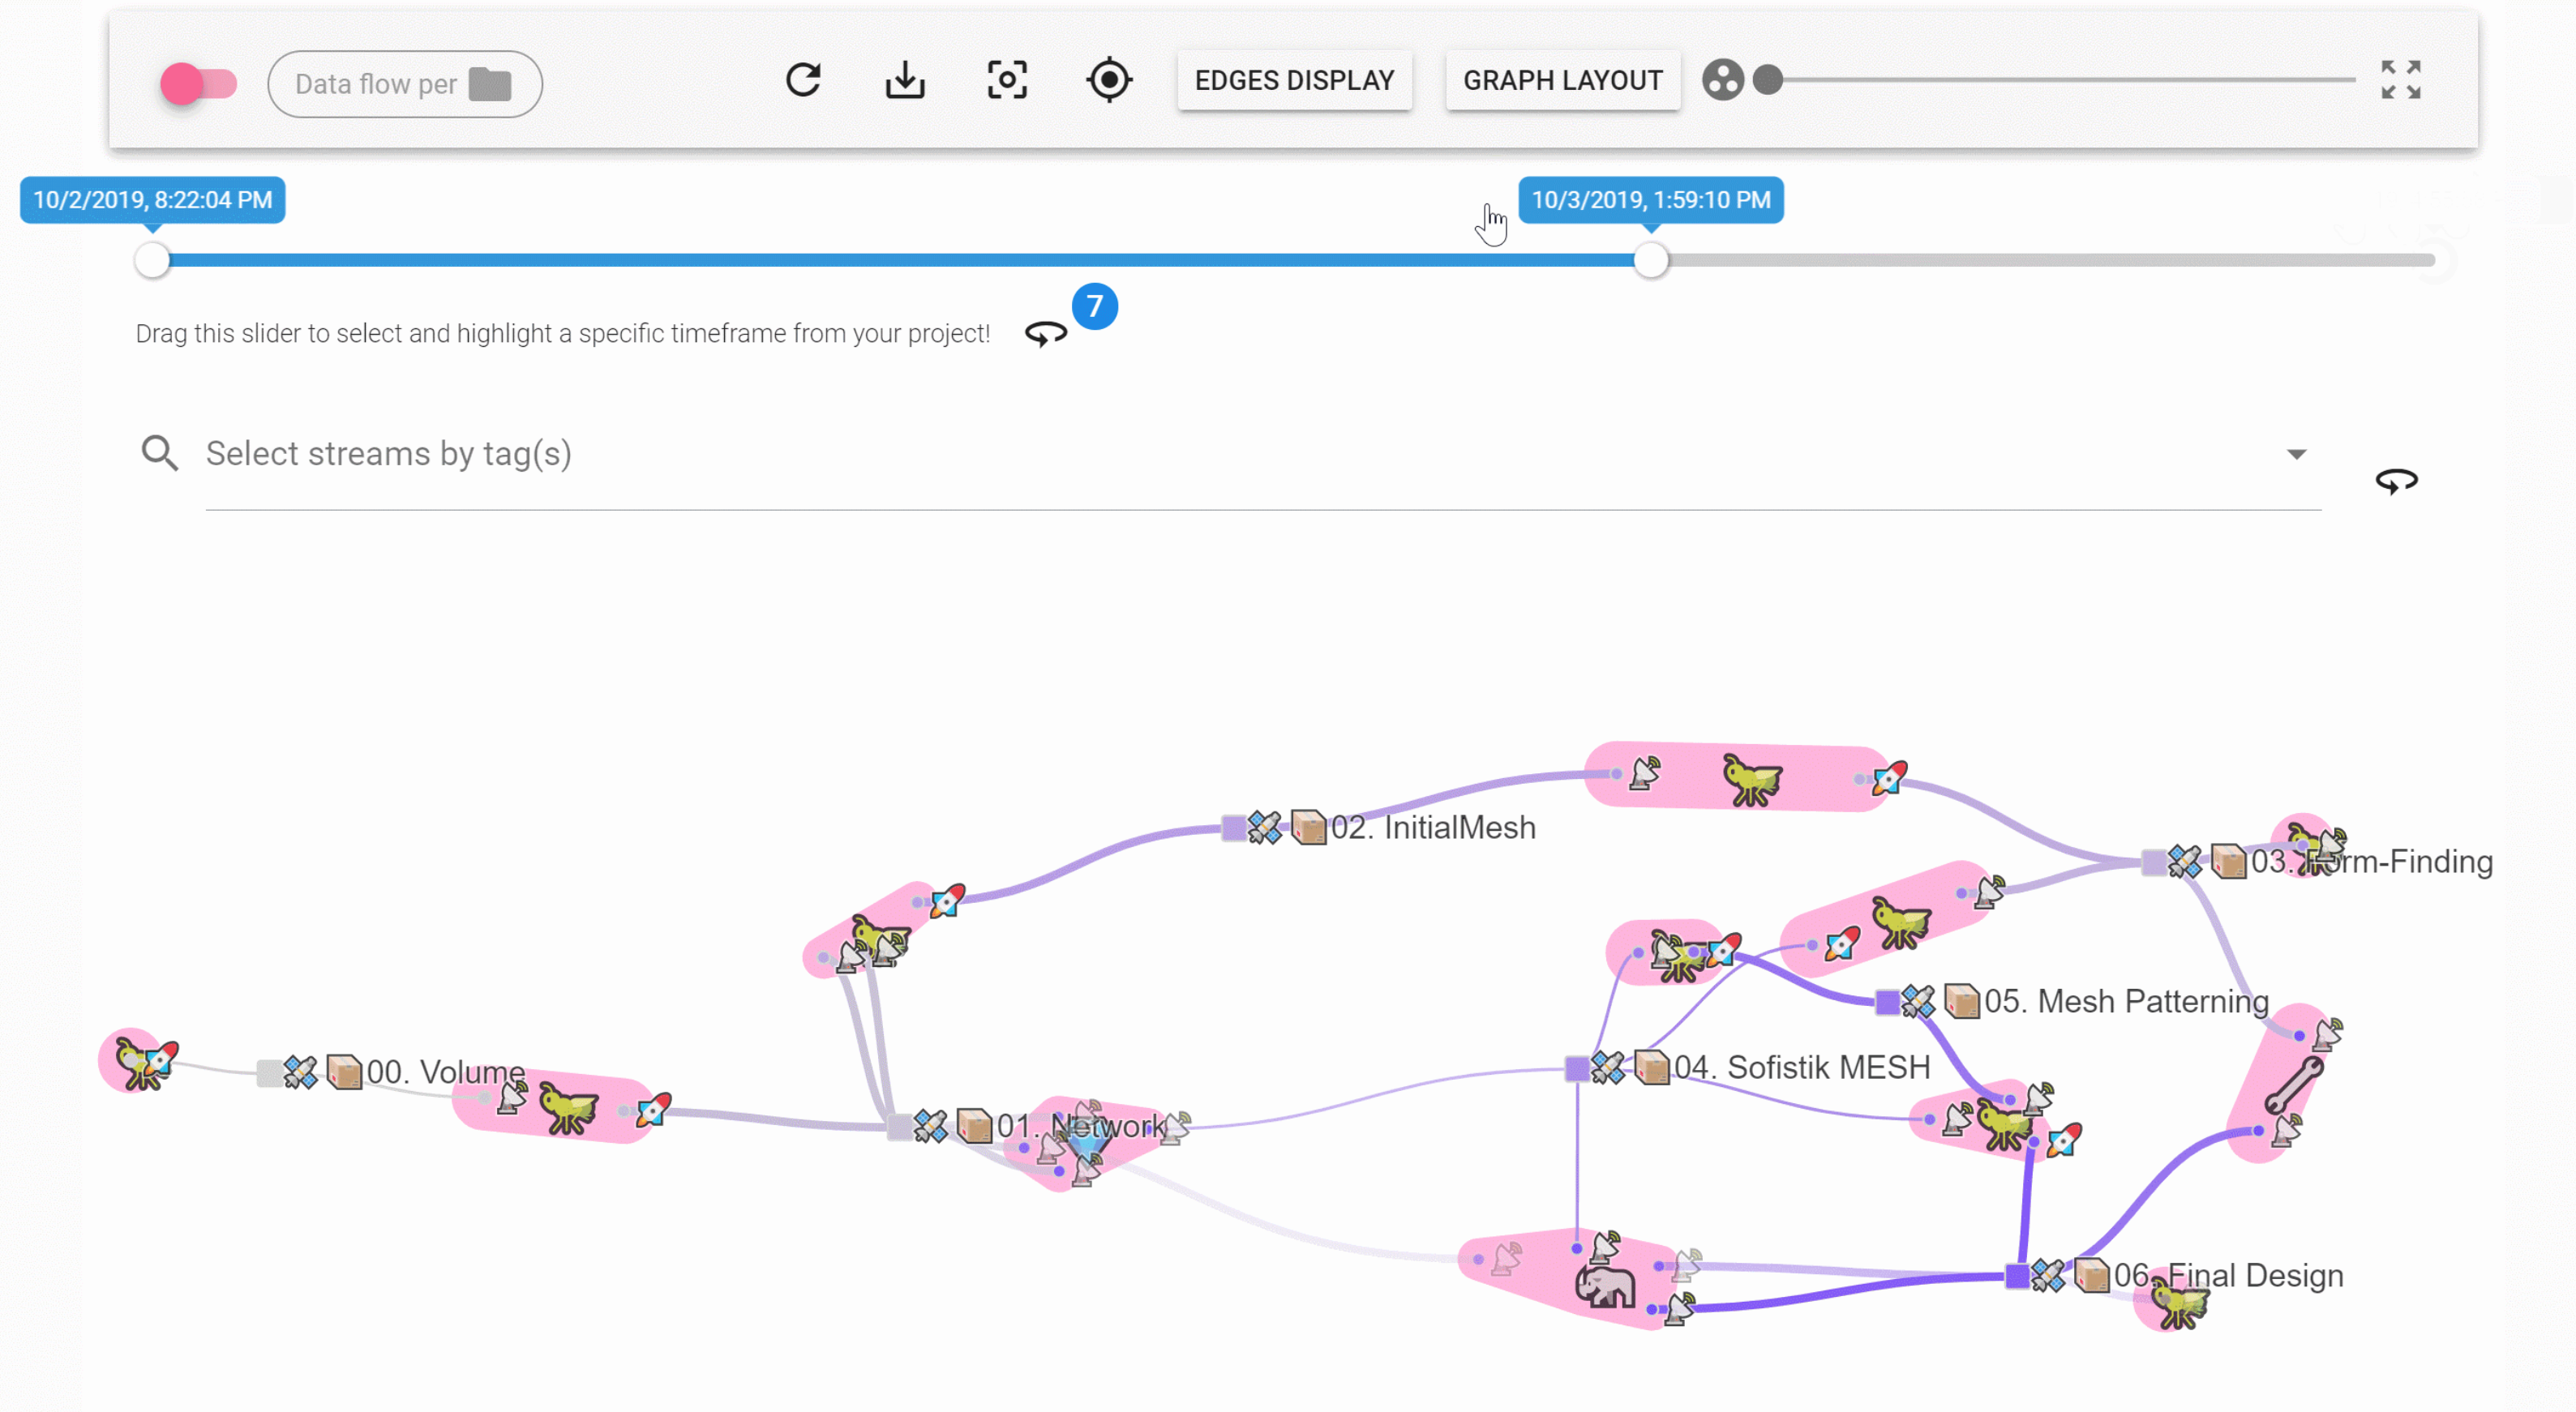 Data flow per
EDGES DISPLAY
GRAPH LAYOUT
10/2/2019, 8:22:04 PM
10/3/2019, 1:59:10 PM
7
Drag this slider to select and highlight a specific timeframe from your project!
Select streams by tag(s)
02. InitialMesh
03. Form-Finding
05. Mesh Patterning
04. Sofistik MESH
00. Volume
01. Network
06. Final Design